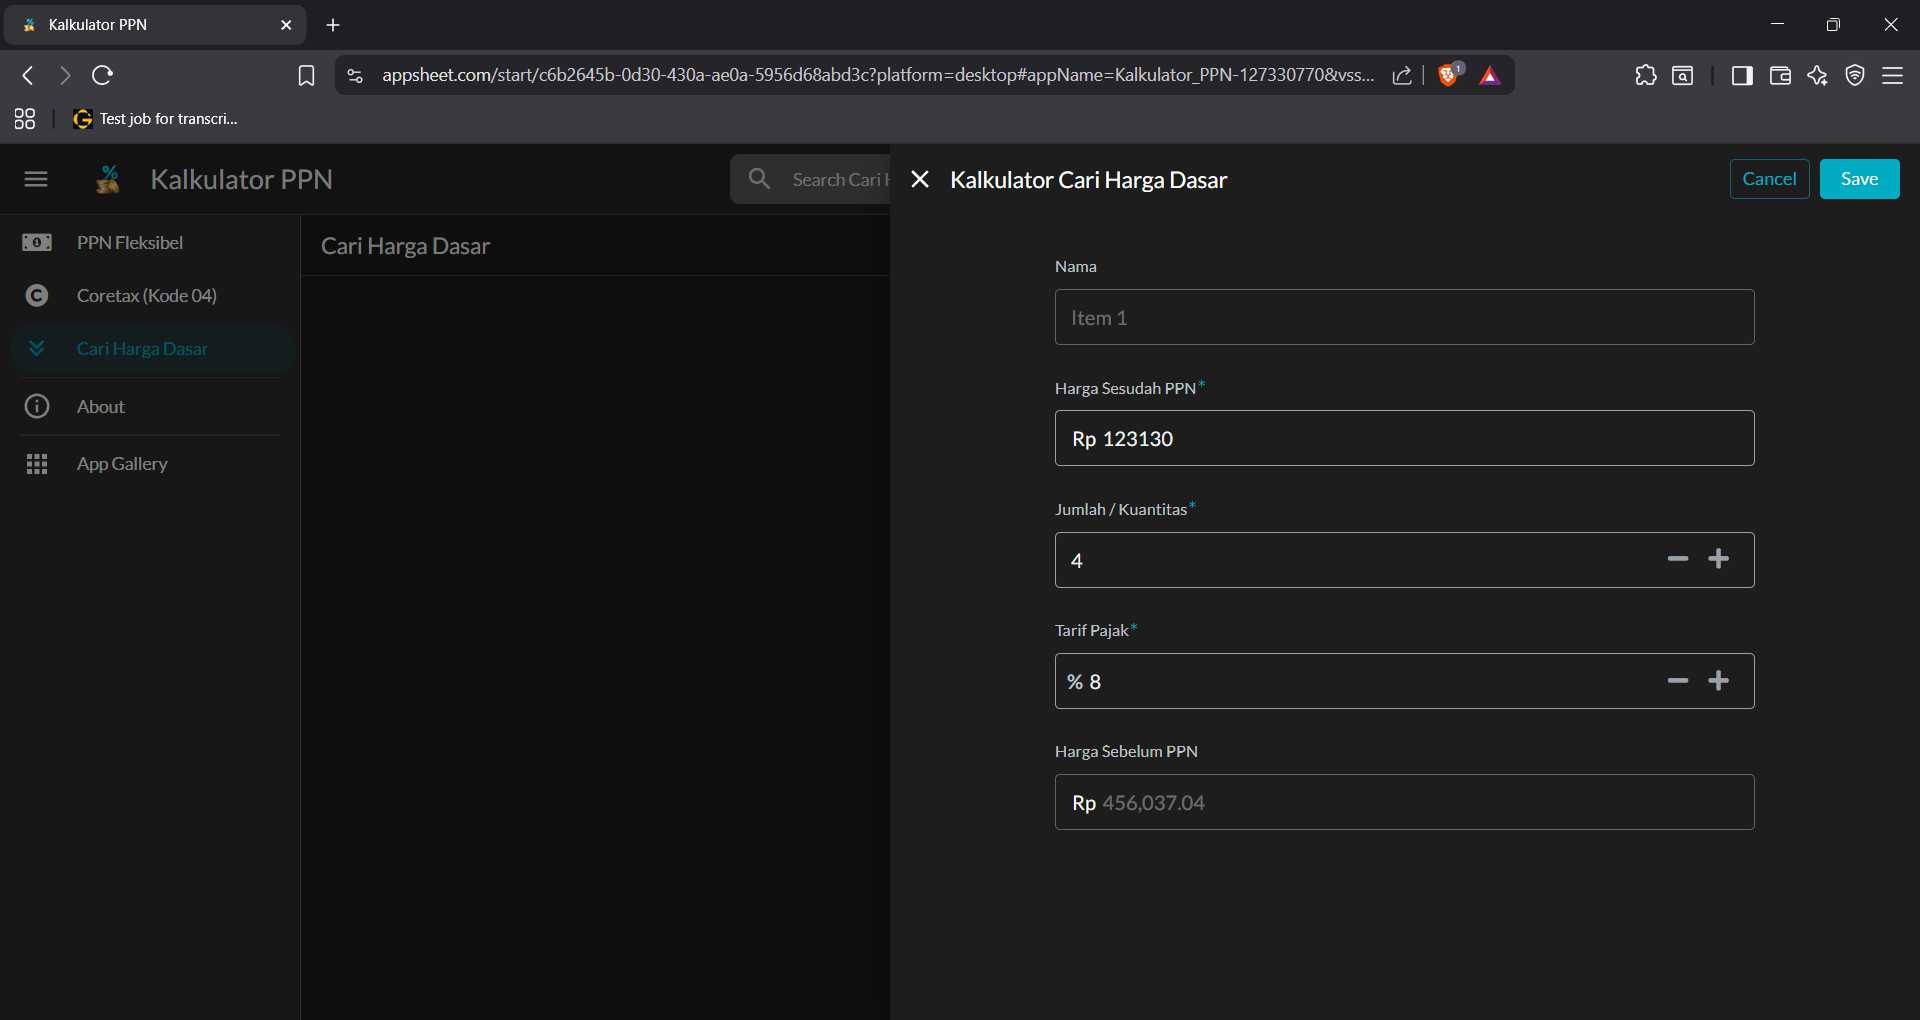 Kalkulator PPN
appsheet.com/start/c6b2645b-0d30-430a-ae0a-5956d68abd3c?platform=desktop#appName=Kalkulator_PPN-127330770&vss...
1
Test job for transcri...
Kalkulator PPN
Search Cari H
PPN Fleksibel
Coretax (Kode 04)
Cari Harga Dasar
About
App Gallery
Cari Harga Dasar
Kalkulator Cari Harga Dasar
Cancel
Save
Nama
Item 1
Harga Sesudah PPN*
Rp 123130
Jumlah / Kuantitas*
4
Tarif Pajak*
% 8
Harga Sebelum PPN
Rp 456,037.04